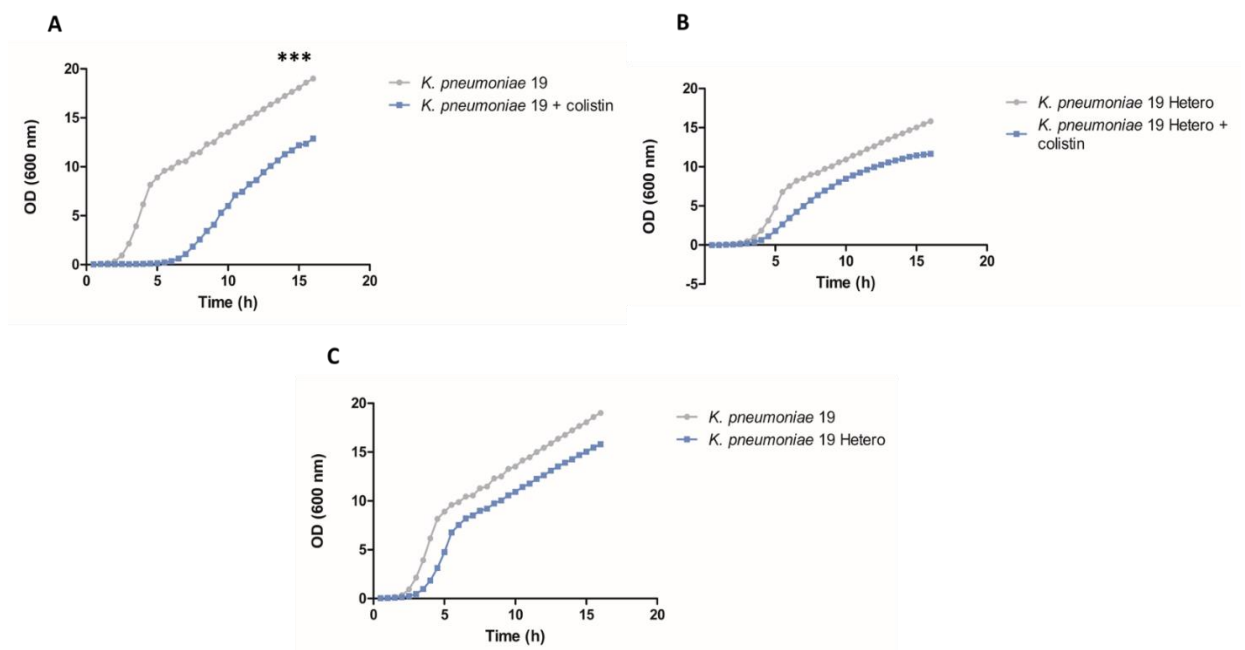 A
***
20
15
10
5
0
0
5
10
15
20
OD (600 nm)
Time (h)
K. pneumoniae 19
K. pneumoniae 19 + colistin
B
20
15
10
5
0
-5
5
10
15
20
OD (600 nm)
Time (h)
K. pneumoniae 19 Hetero
K. pneumoniae 19 Hetero +
colistin
C
20
15
10
5
0
0
5
10
15
20
OD (600 nm)
Time (h)
K. pneumoniae 19
K. pneumoniae 19 Hetero